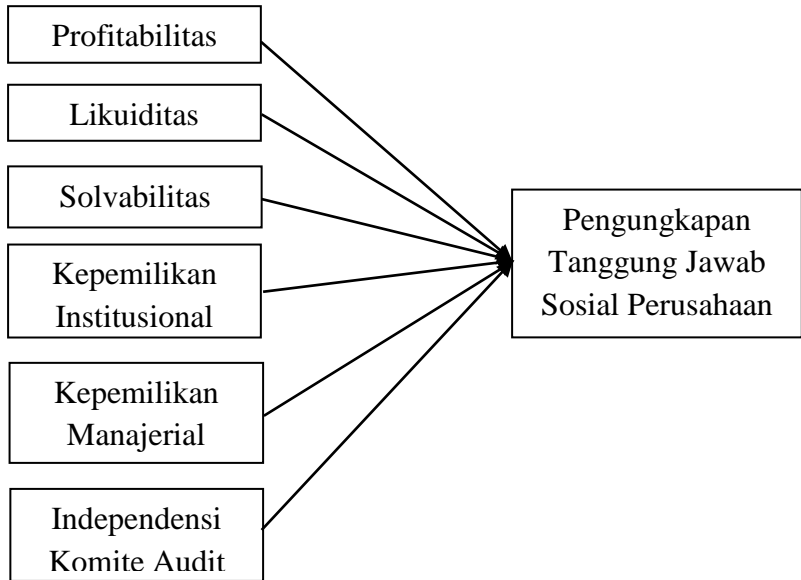 Profitabilitas
Likuiditas
Solvabilitas
Kepemilikan
Institusional
Kepemilikan
Manajerial
Independensi
Komite Audit
Pengungkapan
Tanggung Jawab
Sosial Perusahaan